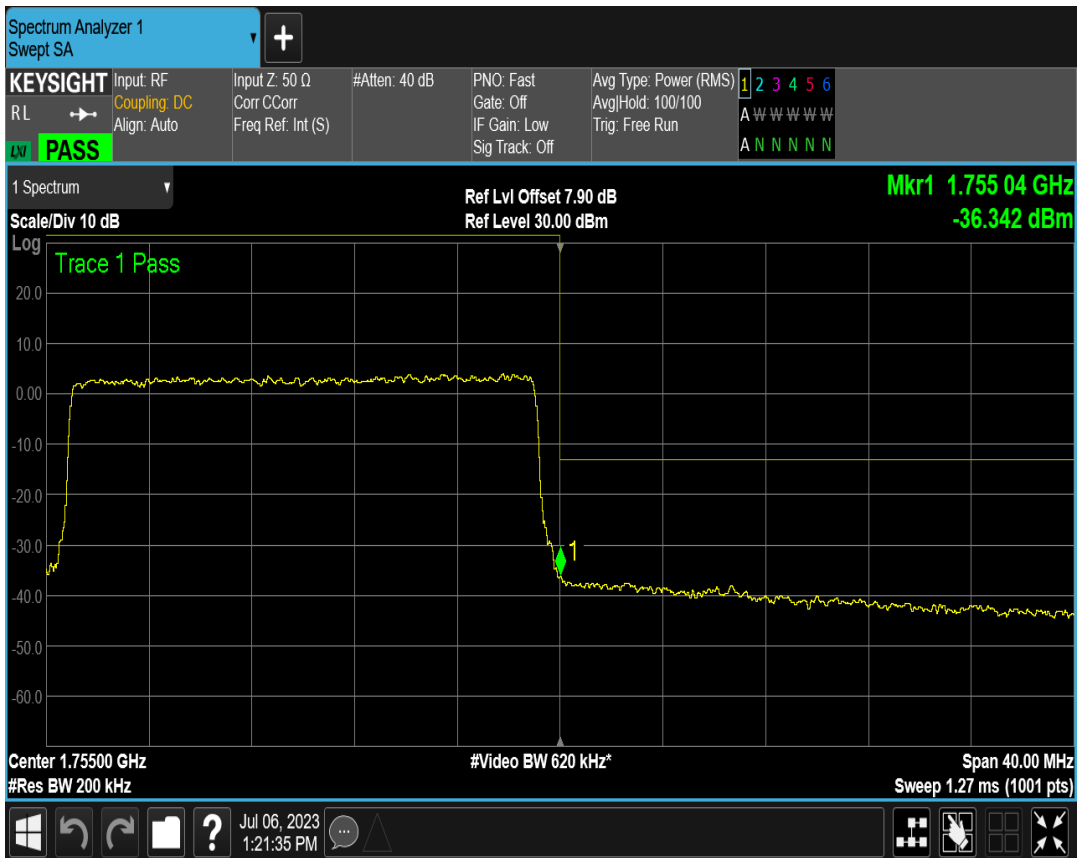 Spectrum Analyzer 1
Swept SA
+
KEYSIGHT
RL
LXI PASS
Input: RF
Coupling: DC
Align: Auto
Input Z: 50 Ω
Corr CCorr
Freq Ref: Int (S)
#Atten: 40 dB
PNO: Fast
Gate: Off
IF Gain: Low
Sig Track: Off
Avg Type: Power (RMS)
Avg|Hold: 100/100
Trig: Free Run
1 2 3 4 5 6
A W W W W W
A N N N N N
1 Spectrum
Scale/Div 10 dB
Ref Lvl Offset 7.90 dB
Ref Level 30.00 dBm
Mkr1 1.755 04 GHz
-36.342 dBm
Log
Trace 1 Pass
20.0
10.0
0.00
-10.0
-20.0
-30.0
-40.0
-50.0
-60.0
1
Center 1.75500 GHz
#Res BW 200 kHz
#Video BW 620 kHz*
Span 40.00 MHz
Sweep 1.27 ms (1001 pts)
?
Jul 06, 2023
1:21:35 PM